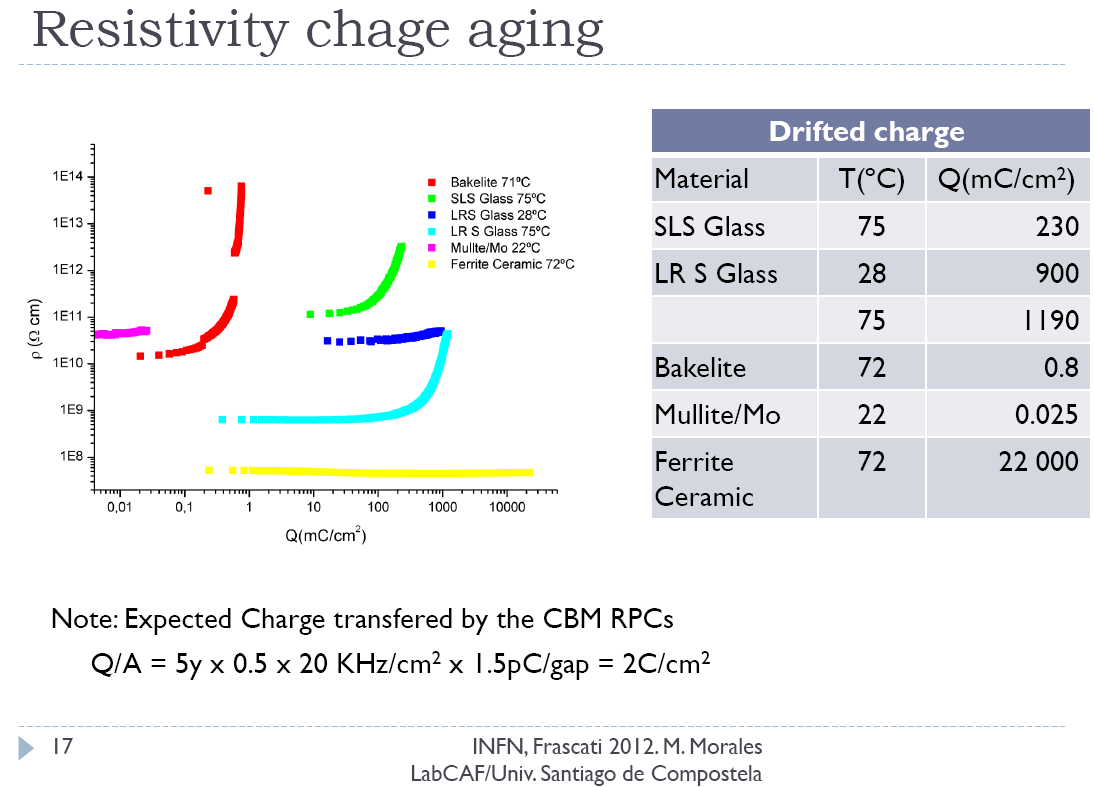 Resistivity chage aging
1E14
1E13
1E12
1E11
1E10
1E9
1E8
ρ (Ω cm)
0,01 0,1 1 10 100 1000 10000
Q(mC/cm²)
Bakelite 71ºC
SLS Glass 75ºC
LRS Glass 28ºC
LR S Glass 75ºC
Mullte/Mo 22ºC
Ferrite Ceramic 72ºC
Drifted charge
Material T(ºC) Q(mC/cm²)
SLS Glass 75 230
LR S Glass 28 900
75 1190
Bakelite 72 0.8
Mullite/Mo 22 0.025
Ferrite 72 22 000
Ceramic
Note: Expected Charge transfered by the CBM RPCs
Q/A = 5y x 0.5 x 20 KHz/cm² x 1.5pC/gap = 2C/cm²
17
INFN, Frascati 2012. M. Morales
LabCAF/Univ. Santiago de Compostela